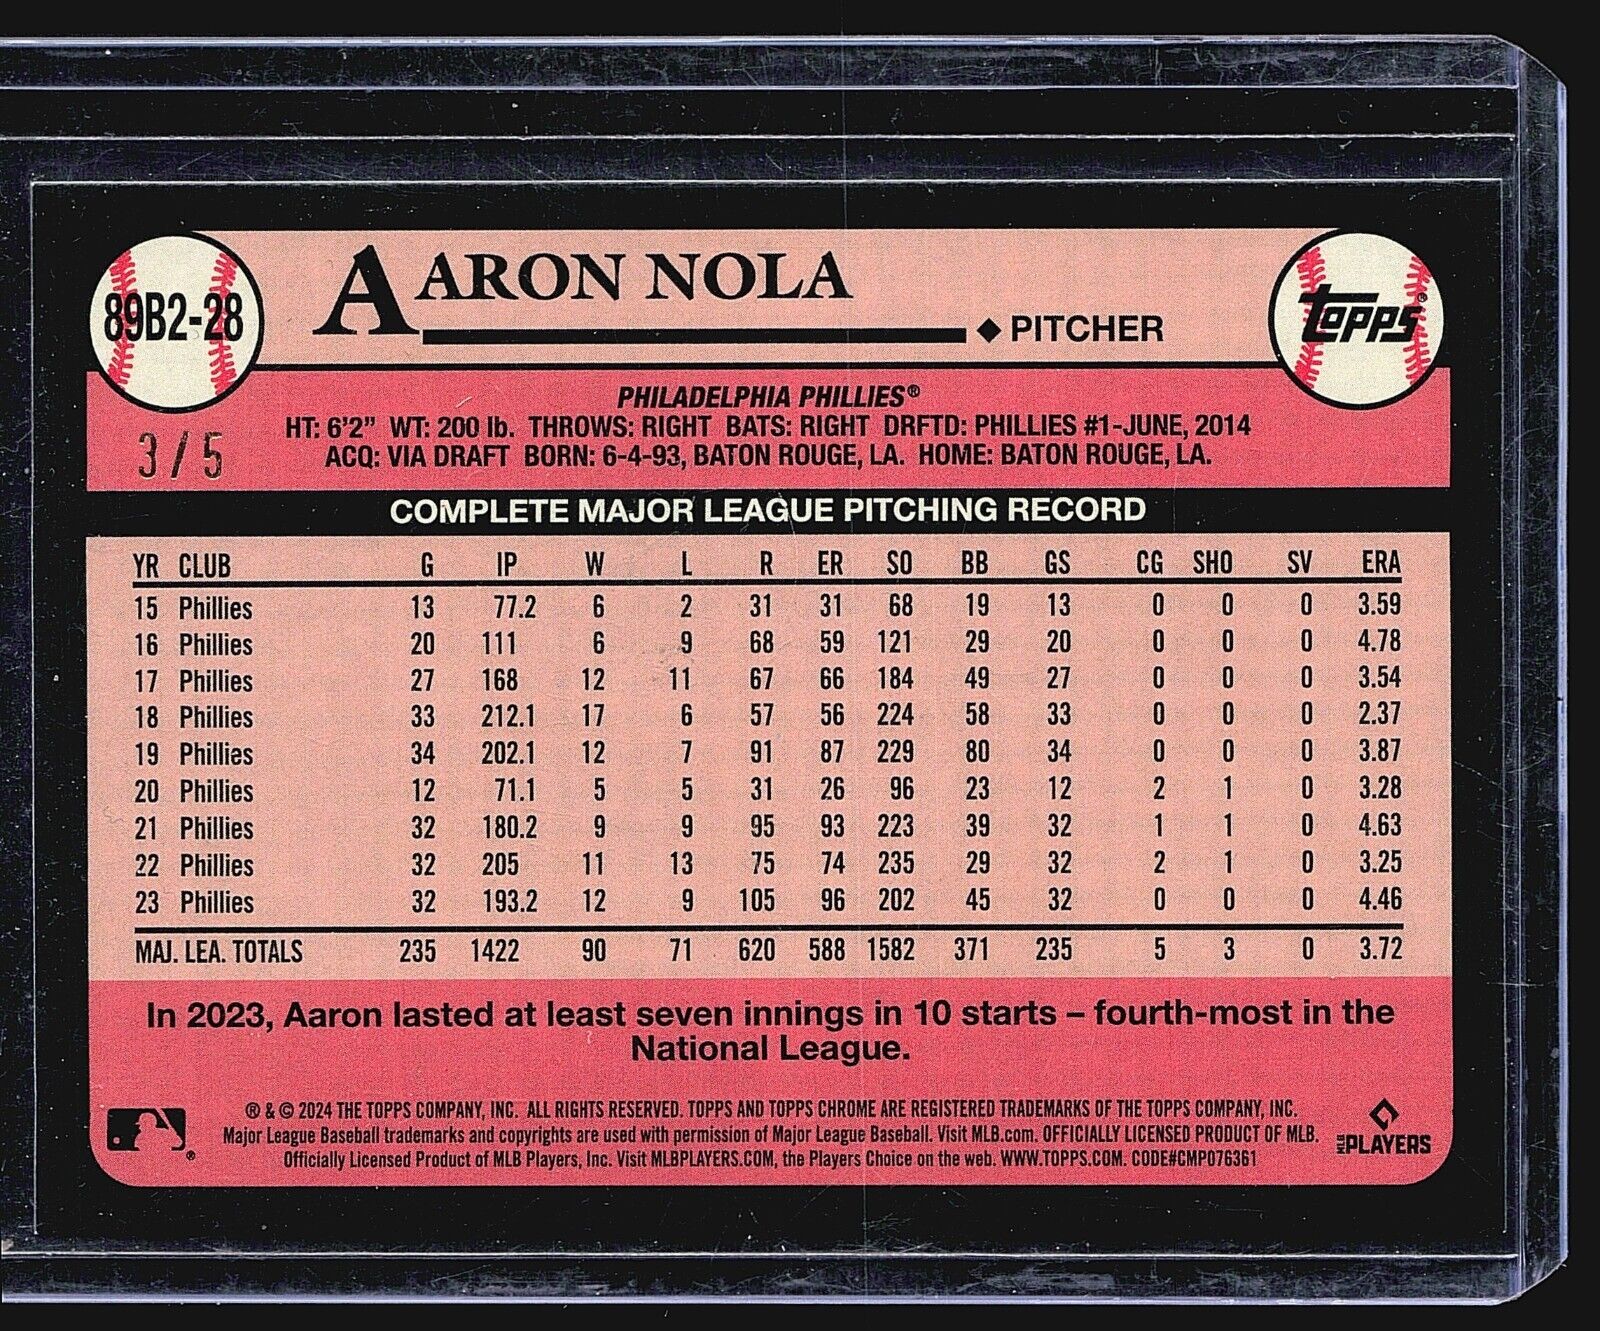 89B2-28
AARON NOLA
◆ PITCHER
topps®
PHILADELPHIA PHILLIES®
HT: 6'2" WT: 200 lb. THROWS: RIGHT BATS: RIGHT DRFTD: PHILLIES #1-JUNE, 2014
ACQ: VIA DRAFT BORN: 6-4-93, BATON ROUGE, LA. HOME: BATON ROUGE, LA.
3/5
COMPLETE MAJOR LEAGUE PITCHING RECORD
YR CLUB G IP W L R ER SO BB GS CG SHO SV ERA
15 Phillies 13 77.2 6 2 31 31 68 19 13 0 0 0 3.59
16 Phillies 20 111 6 9 68 59 121 29 20 0 0 0 4.78
17 Phillies 27 168 12 11 67 66 184 49 27 0 0 0 3.54
18 Phillies 33 212.1 17 6 57 56 224 58 33 0 0 0 2.37
19 Phillies 34 202.1 12 7 91 87 229 80 34 0 0 0 3.87
20 Phillies 12 71.1 5 5 31 26 96 23 12 2 1 0 3.28
21 Phillies 32 180.2 9 9 95 93 223 39 32 1 1 0 4.63
22 Phillies 32 205 11 13 75 74 235 29 32 2 1 0 3.25
23 Phillies 32 193.2 12 9 105 96 202 45 32 0 0 0 4.46
MAJ. LEA. TOTALS 235 1422 90 71 620 588 1582 371 235 5 3 0 3.72
In 2023, Aaron lasted at least seven innings in 10 starts – fourth-most in the
National League.
® & © 2024 THE TOPPS COMPANY, INC. ALL RIGHTS RESERVED. TOPPS AND TOPPS CHROME ARE REGISTERED TRADEMARKS OF THE TOPPS COMPANY, INC.
Major League Baseball trademarks and copyrights are used with permission of Major League Baseball. Visit MLB.com. OFFICIALLY LICENSED PRODUCT OF MLB.
Officially Licensed Product of MLB Players, Inc. Visit MLBPLAYERS.COM, the Players Choice on the web. WWW.TOPPS.COM. CODE#CMP076361
®
MLB PLAYERS